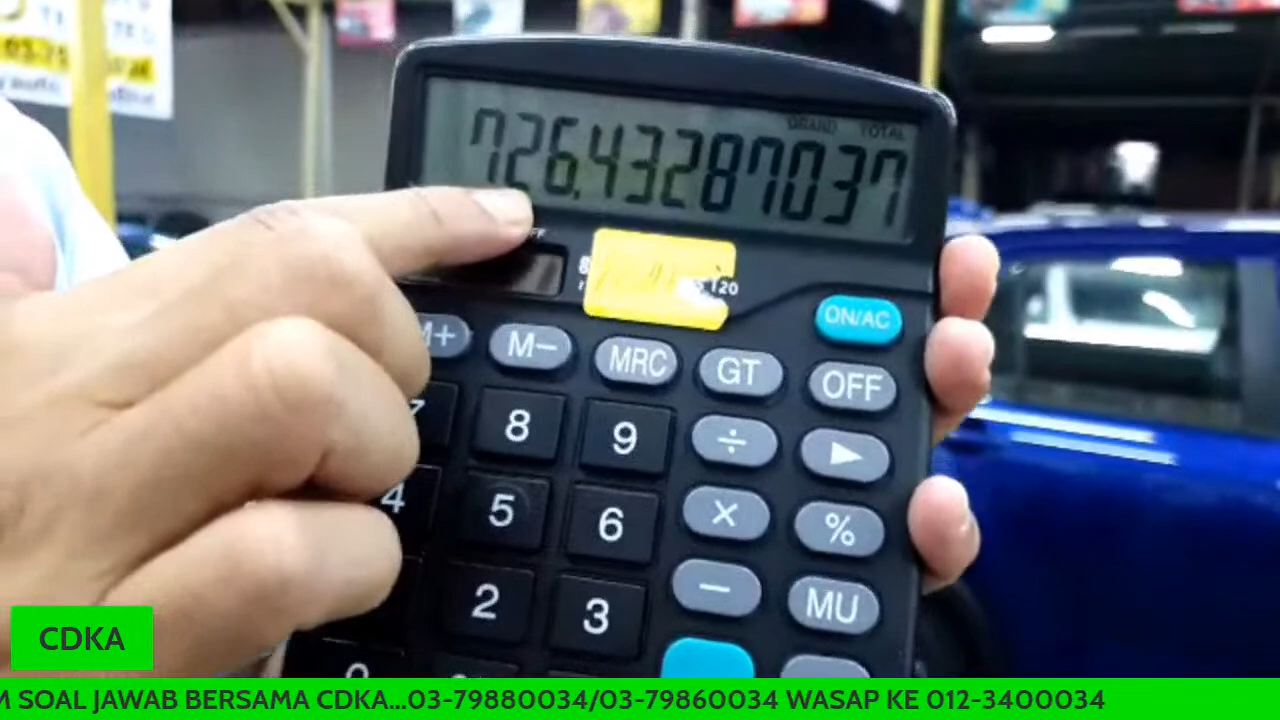 GRAND TOTAL
726.43287037
120
ON/AC
M+ M− MRC GT OFF
7 8 9 ÷ ▶
4 5 6 × %
2 3 − MU
CDKA
M SOAL JAWAB BERSAMA CDKA...03-79880034/03-79860034 WASAP KE 012-3400034